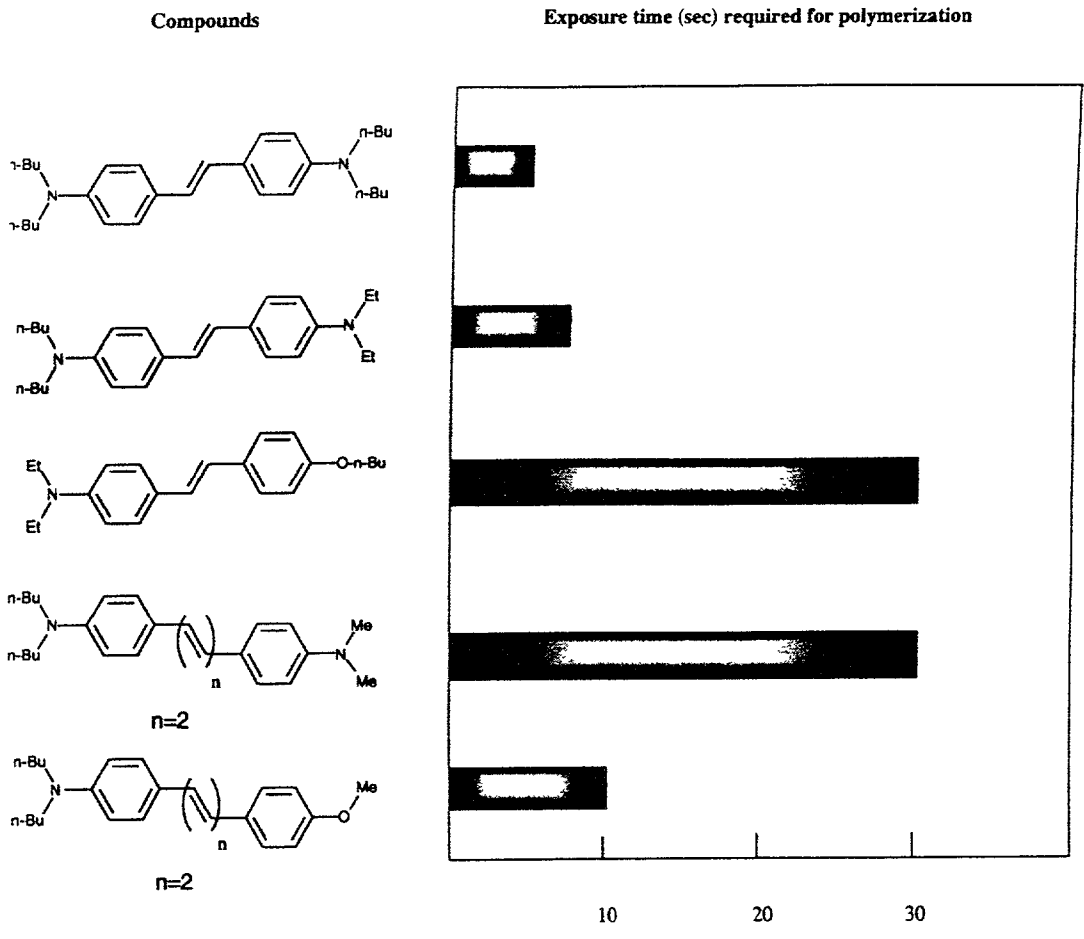 Compounds
Exposure time (sec) required for polymerization
n-Bu
N
n-Bu
N
n-Bu
n-Bu
Et
n-Bu
N
N
n-Bu
Et
Et
O-n-Bu
N
Et
n-Bu
N
n-Bu
Me
N
n
Me
n=2
n-Bu
N
Me
n-Bu
O
n
n=2
10
20
30